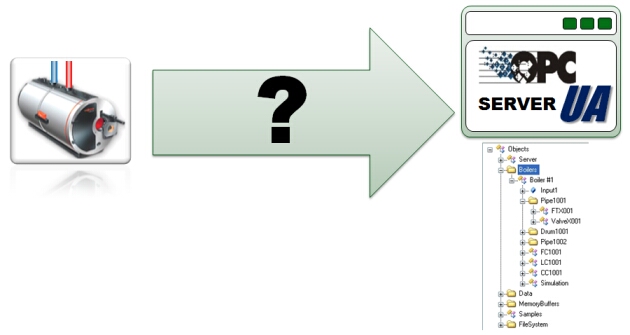 ?
OPC
SERVER UA
Objects
Server
Boilers
Boiler #1
Input1
Pipe1001
FTX001
ValveX001
Drum1001
Pipe1002
FC1001
LC1001
CC1001
Simulation
Data
MemoryBuffers
Samples
FileSystem